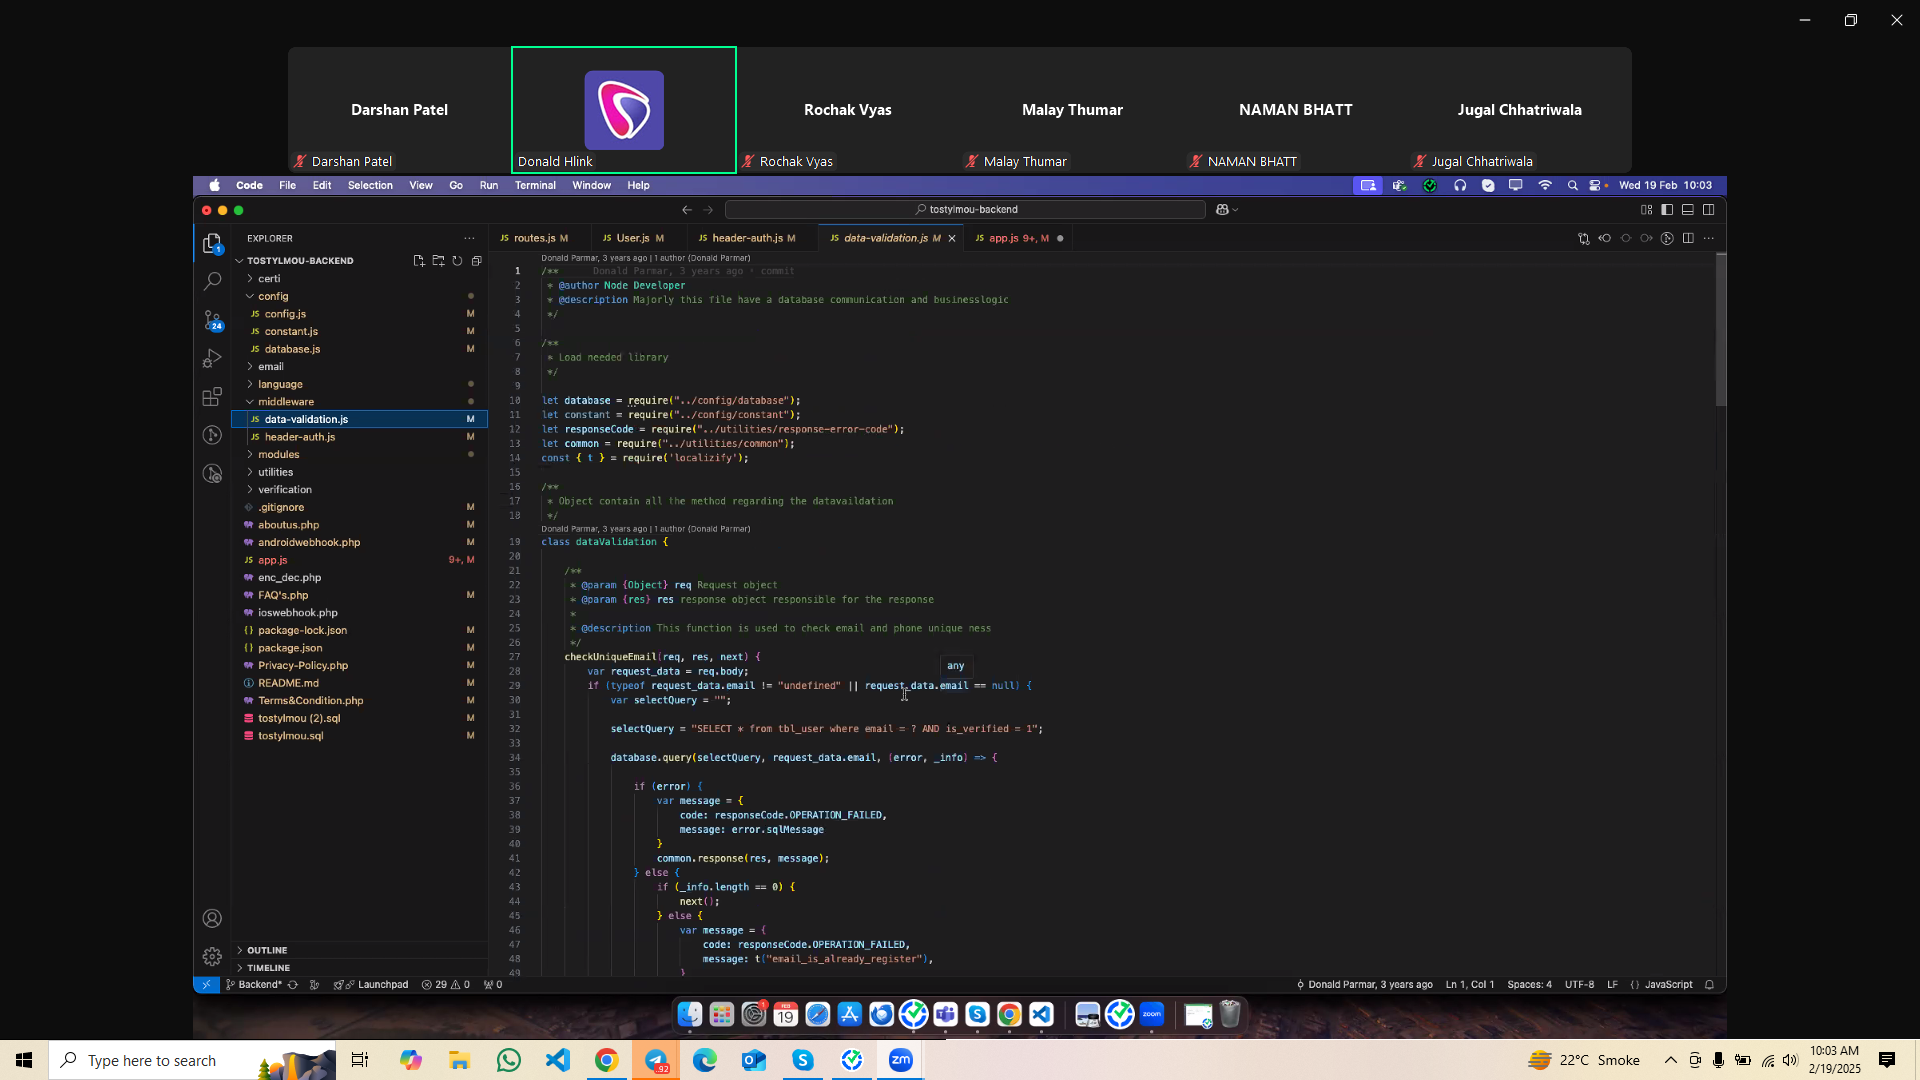 Darshan Patel
Rochak Vyas
Malay Thumar
NAMAN BHATT
Jugal Chhatriwala
Darshan Patel
Donald Hlink
Rochak Vyas
Malay Thumar
NAMAN BHATT
Jugal Chhatriwala
Code File Edit Selection View Go Run Terminal Window Help
Wed 19 Feb 10:03
tostylmou-backend
EXPLORER
routes.js M
User.js M
header-auth.js M
data-validation.js M
app.js 9+, M
TOSTYLMOU-BACKEND
certi
config
config.js M
constant.js M
database.js M
email
language
middleware
data-validation.js M
header-auth.js M
modules
utilities
verification
.gitignore M
aboutus.php M
androidwebhook.php M
app.js 9+, M
enc_dec.php
FAQ's.php M
ioswebhook.php
package-lock.json M
package.json M
Privacy-Policy.php M
README.md M
Terms&Condition.php M
tostylmou (2).sql M
tostylmou.sql M
OUTLINE
TIMELINE
1
24
Donald Parmar, 3 years ago | 1 author (Donald Parmar)
1 /** Donald Parmar, 3 years ago • commit
2 * @author Node Developer
3 * @description Majorly this file have a database communication and businesslogic
4 */
5
6 /**
7 * Load needed library
8 */
9
10 let database = require("../config/database");
11 let constant = require("../config/constant");
12 let responseCode = require("../utilities/response-error-code");
13 let common = require("../utilities/common");
14 const { t } = require('localizify');
15
16 /**
17 * Object contain all the method regarding the datavaildation
18 */
Donald Parmar, 3 years ago | 1 author (Donald Parmar)
19 class dataValidation {
20
21 /**
22 * @param {Object} req Request object
23 * @param {res} res response object responsible for the response
24 *
25 * @description This function is used to check email and phone unique ness
26 */
27 checkUniqueEmail(req, res, next) {
any
28 var request_data = req.body;
29 if (typeof request_data.email != "undefined" || request_data.email == null) {
30 var selectQuery = "";
31
32 selectQuery = "SELECT * from tbl_user where email = ? AND is_verified = 1";
33
34 database.query(selectQuery, request_data.email, (error, _info) => {
35
36 if (error) {
37 var message = {
38 code: responseCode.OPERATION_FAILED,
39 message: error.sqlMessage
40 }
41 common.response(res, message);
42 } else {
43 if (_info.length == 0) {
44 next();
45 } else {
46 var message = {
47 code: responseCode.OPERATION_FAILED,
48 message: t("email_is_already_register"),
49 }
Backend* Launchpad 29 0 0
Donald Parmar, 3 years ago Ln 1, Col 1 Spaces: 4 UTF-8 LF {} JavaScript
FEB
19
1
zoom
Type here to search
92
zm
22°C Smoke
10:03 AM
2/19/2025